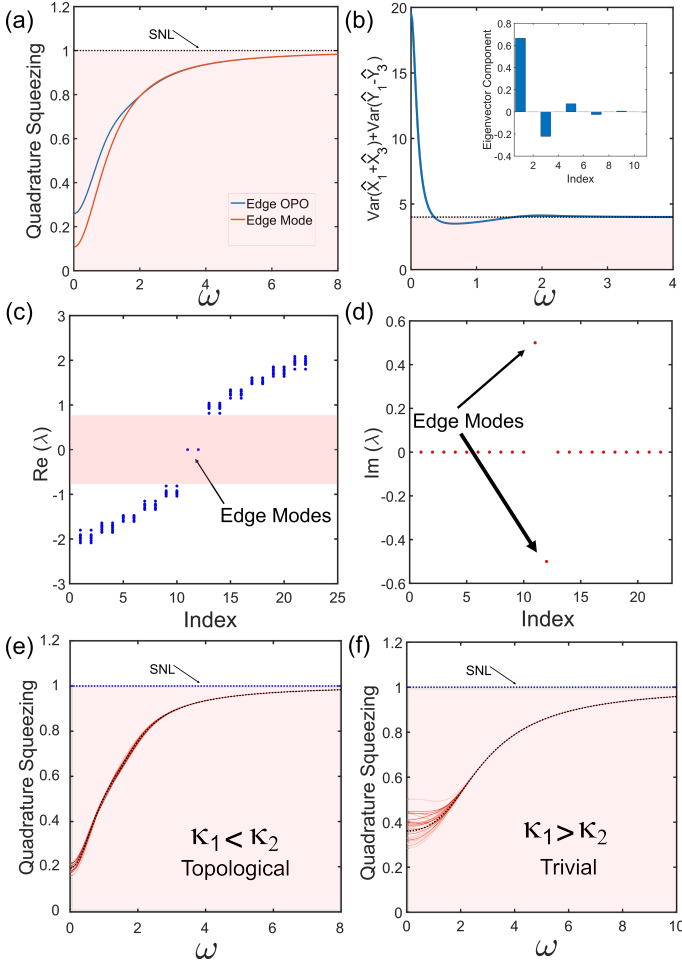 (a)
Quadrature Squeezing
1.2
1
0.8
0.6
0.4
0.2
0
SNL
Edge OPO
Edge Mode
0 2 4 6 8
ω
(b)
Var(X̂₁+X̂₃)+Var(Ŷ₁-Ŷ₃)
20
15
10
5
0
Eigenvector Component
0.8
0.6
0.4
0.2
0
-0.2
-0.4
2 4 6 8 10
Index
0 1 2 3 4
ω
(c)
Re (λ)
3
2
1
0
-1
-2
-3
Edge Modes
0 5 10 15 20 25
Index
(d)
Im (λ)
0.6
0.4
0.2
0
-0.2
-0.4
-0.6
Edge Modes
0 5 10 15 20
Index
(e)
Quadrature Squeezing
1.2
1
0.8
0.6
0.4
0.2
0
SNL
κ₁<κ₂
Topological
0 2 4 6 8
ω
(f)
Quadrature Squeezing
1.2
1
0.8
0.6
0.4
0.2
0
SNL
κ₁>κ₂
Trivial
0 2 4 6 8 10
ω